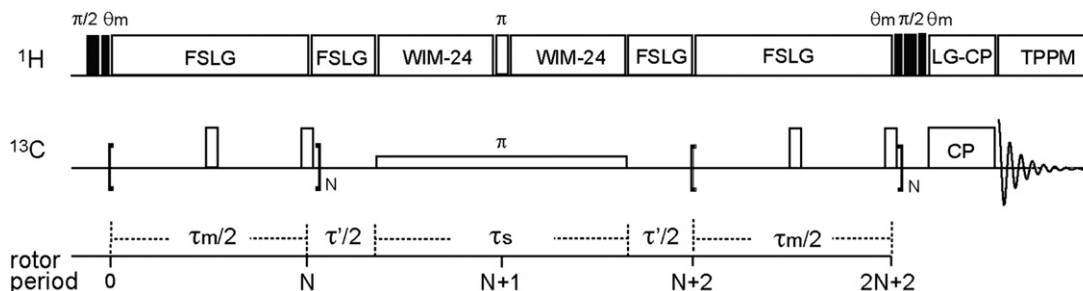 π/2 θm π θm π/2 θm
¹H FSLG FSLG WIM-24 WIM-24 FSLG FSLG LG-CP TPPM
¹³C π CP
N N
τm/2 τ'/2 τs τ'/2 τm/2
rotor
period 0 N N+1 N+2 2N+2